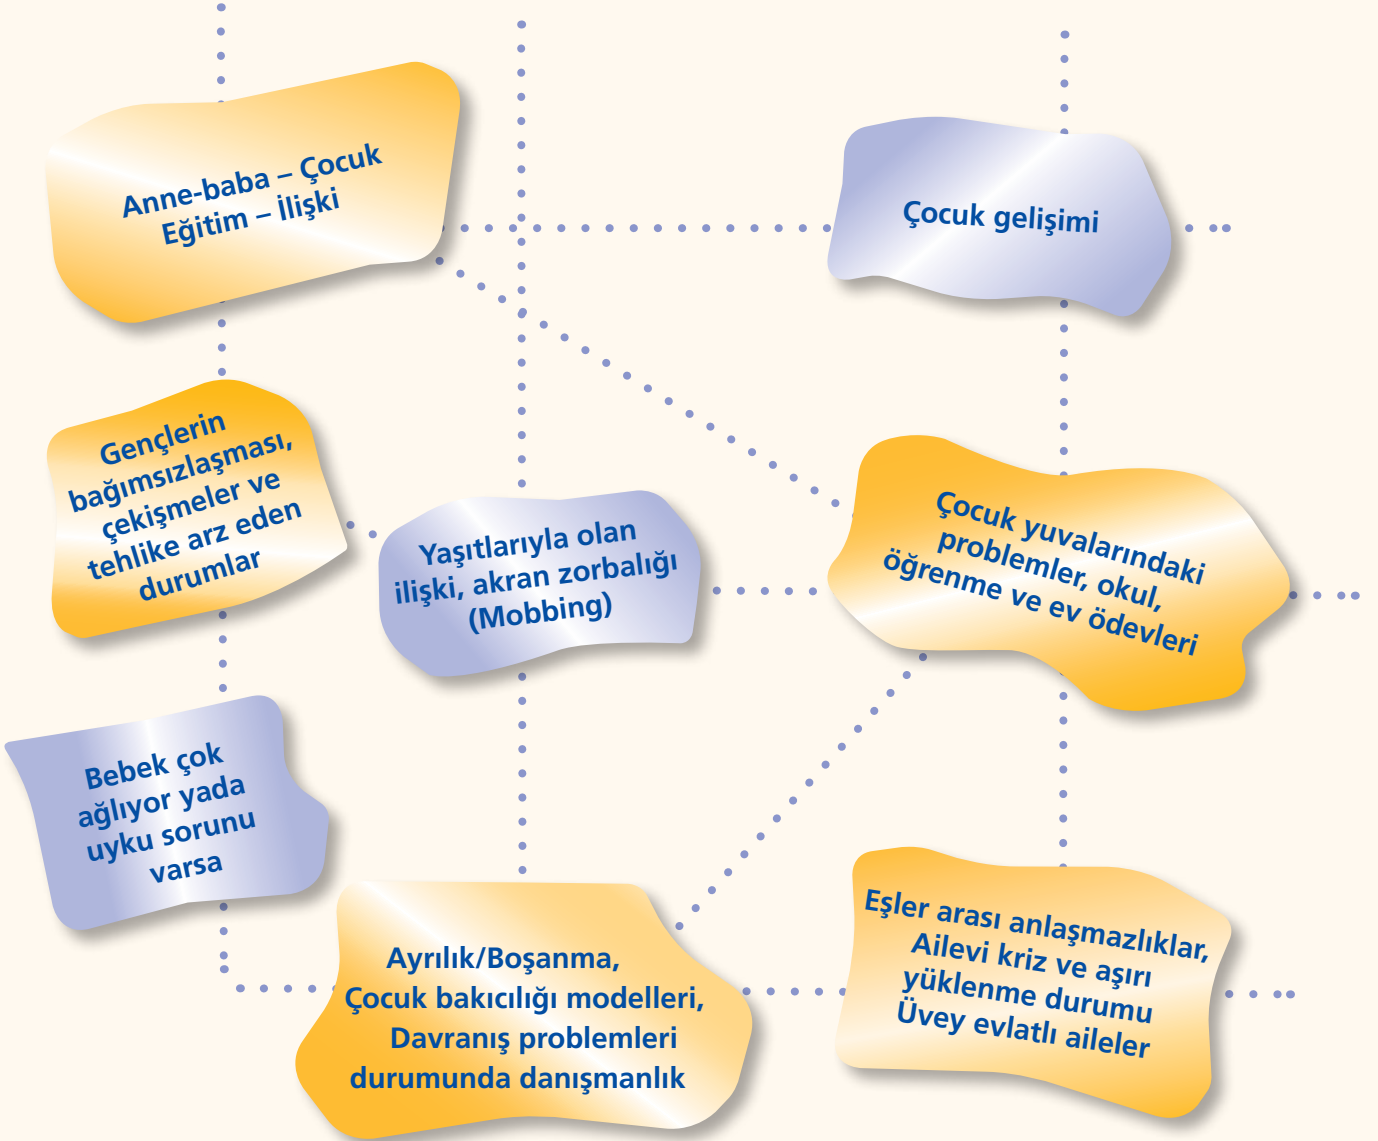 Anne-baba – Çocuk
Eğitim – İlişki
Çocuk gelişimi
Gençlerin
bağımsızlaşması,
çekişmeler ve
tehlike arz eden
durumlar
Yaşıtlarıyla olan
ilişki, akran zorbalığı
(Mobbing)
Çocuk yuvalarındaki
problemler, okul,
öğrenme ve ev ödevleri
Bebek çok
ağlıyor yada
uyku sorunu
varsa
Ayrılık/Boşanma,
Çocuk bakıcılığı modelleri,
Davranış problemleri
durumunda danışmanlık
Eşler arası anlaşmazlıklar,
Ailevi kriz ve aşırı
yüklenme durumu
Üvey evlatlı aileler